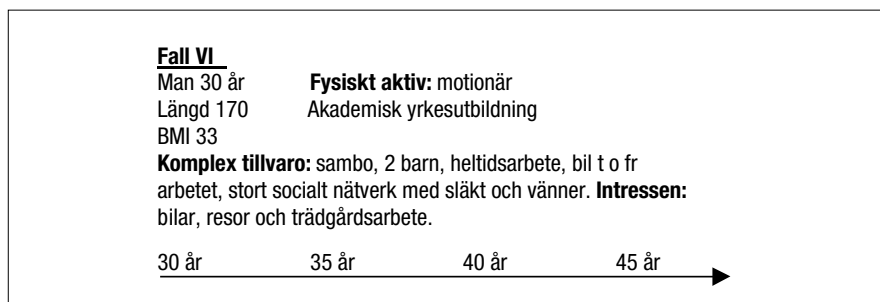 Fall VI
Man 30 år Fysiskt aktiv: motionär
Längd 170 Akademisk yrkesutbildning
BMI 33
Komplex tillvaro: sambo, 2 barn, heltidsarbete, bil t o fr
arbetet, stort socialt nätverk med släkt och vänner. Intressen:
bilar, resor och trädgårdsarbete.
30 år 35 år 40 år 45 år